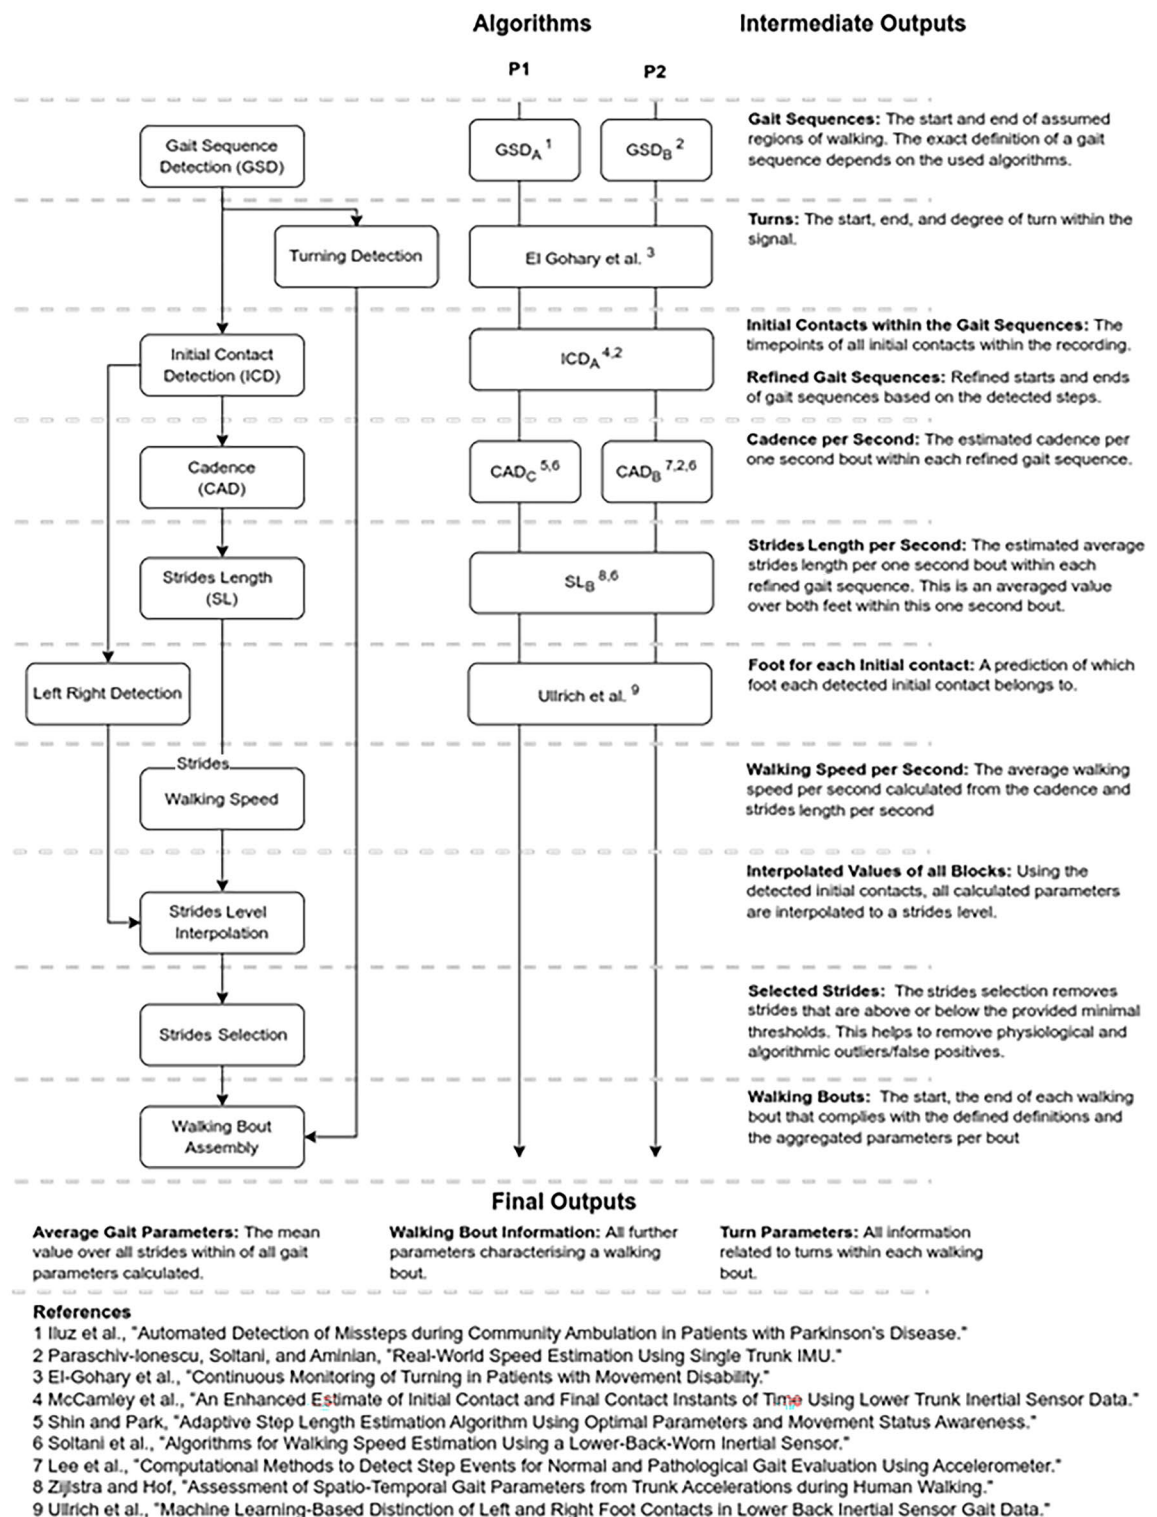 Algorithms
Intermediate Outputs
P1
P2
Gait Sequence
Detection (GSD)
GSDA 1
GSDB 2
Gait Sequences: The start and end of assumed
regions of walking. The exact definition of a gait
sequence depends on the used algorithms.
Turning Detection
El Gohary et al. 3
Turns: The start, end, and degree of turn within the
signal.
Initial Contact
Detection (ICD)
ICDA 4,2
Initial Contacts within the Gait Sequences: The
timepoints of all initial contacts within the recording.
Refined Gait Sequences: Refined starts and ends
of gait sequences based on the detected steps.
Cadence
(CAD)
CADC 5,6
CADB 7,2,6
Cadence per Second: The estimated cadence per
one second bout within each refined gait sequence.
Strides Length
(SL)
SLB 8,6
Strides Length per Second: The estimated average
strides length per one second bout within each
refined gait sequence. This is an averaged value
over both feet within this one second bout.
Left Right Detection
Ullrich et al. 9
Foot for each Initial contact: A prediction of which
foot each detected initial contact belongs to.
Strides
Walking Speed
Walking Speed per Second: The average walking
speed per second calculated from the cadence and
strides length per second
Strides Level
Interpolation
Interpolated Values of all Blocks: Using the
detected initial contacts, all calculated parameters
are interpolated to a strides level.
Strides Selection
Selected Strides: The strides selection removes
strides that are above or below the provided minimal
thresholds. This helps to remove physiological and
algorithmic outliers/false positives.
Walking Bout
Assembly
Walking Bouts: The start, the end of each walking
bout that complies with the defined definitions and
the aggregated parameters per bout
Final Outputs
Average Gait Parameters: The mean
value over all strides within of all gait
parameters calculated.
Walking Bout Information: All further
parameters characterising a walking
bout.
Turn Parameters: All information
related to turns within each walking
bout.
References
1 Iluz et al., "Automated Detection of Missteps during Community Ambulation in Patients with Parkinson's Disease."
2 Paraschiv-Ionescu, Soltani, and Aminian, "Real-World Speed Estimation Using Single Trunk IMU."
3 El-Gohary et al., "Continuous Monitoring of Turning in Patients with Movement Disability."
4 McCamley et al., "An Enhanced Estimate of Initial Contact and Final Contact Instants of Time Using Lower Trunk Inertial Sensor Data."
5 Shin and Park, "Adaptive Step Length Estimation Algorithm Using Optimal Parameters and Movement Status Awareness."
6 Soltani et al., "Algorithms for Walking Speed Estimation Using a Lower-Back-Worn Inertial Sensor."
7 Lee et al., "Computational Methods to Detect Step Events for Normal and Pathological Gait Evaluation Using Accelerometer."
8 Zijlstra and Hof, "Assessment of Spatio-Temporal Gait Parameters from Trunk Accelerations during Human Walking."
9 Ullrich et al., "Machine Learning-Based Distinction of Left and Right Foot Contacts in Lower Back Inertial Sensor Gait Data."